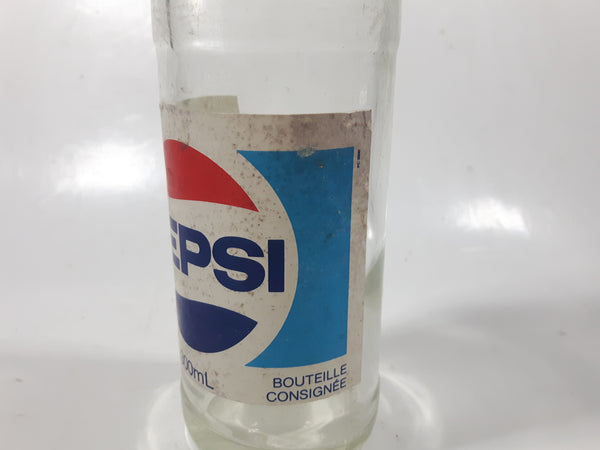 EPSI
00mL
BOUTEILLE
CONSIGNÉE